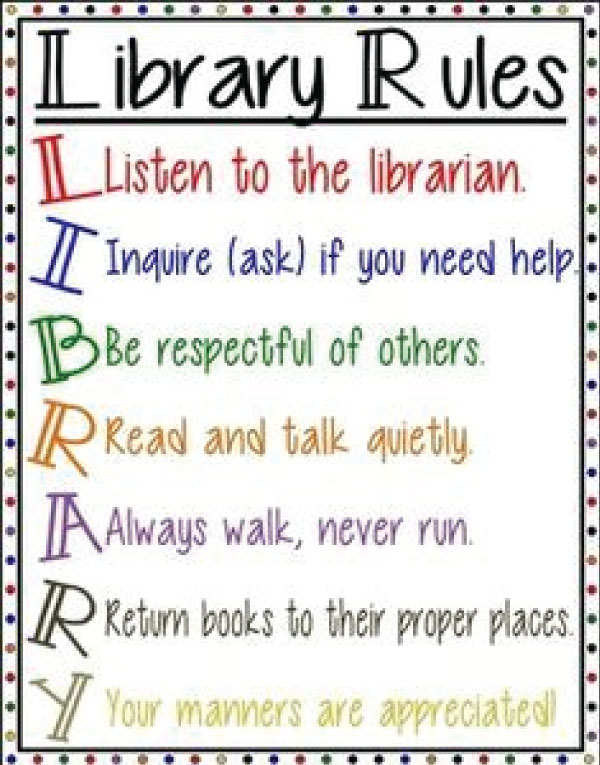 Library Rules
L Listen to the librarian.
I Inquire (ask) if you need help.
B Be respectful of others.
R Read and talk quietly.
A Always walk, never run.
R Return books to their proper places.
Y Your manners are appreciated!